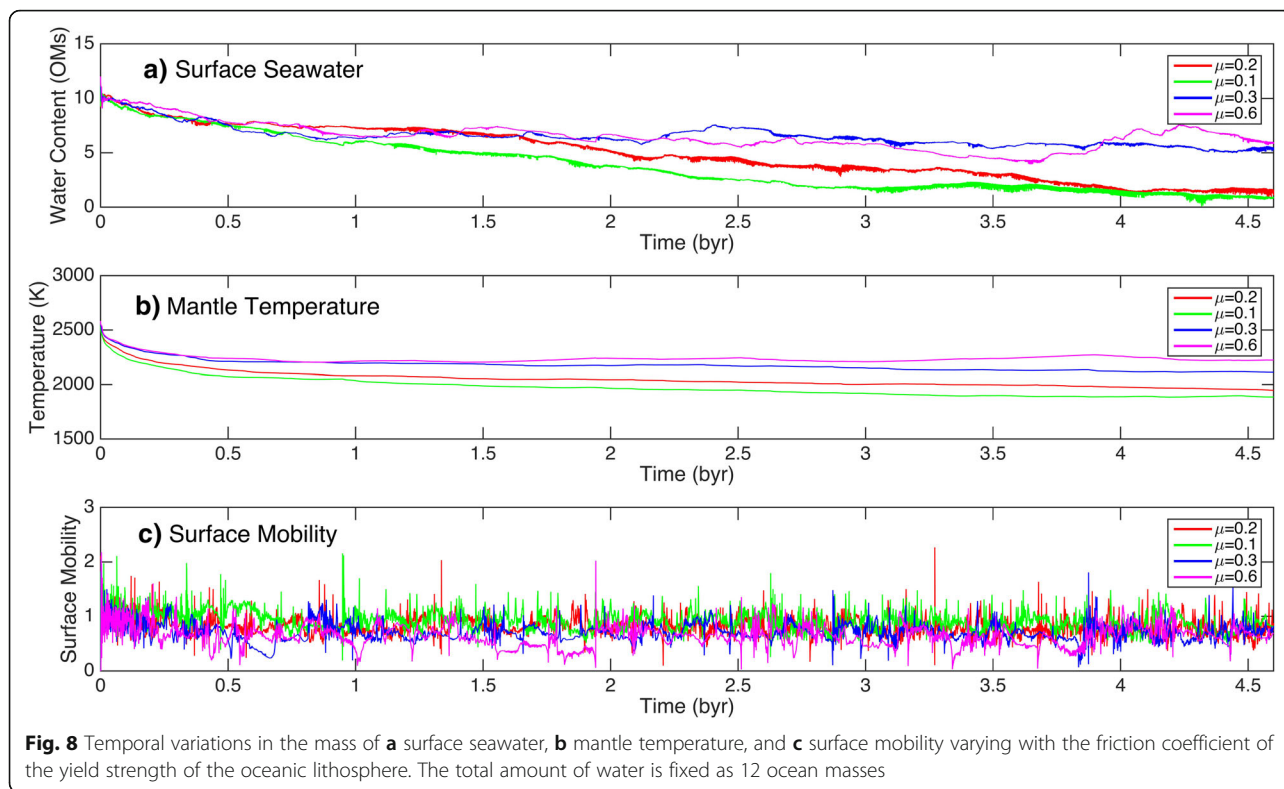 a) Surface Seawater
Water Content (OMs)
15
10
5
0
μ=0.2
μ=0.1
μ=0.3
μ=0.6
0 0.5 1 1.5 2 2.5 3 3.5 4 4.5
Time (byr)
b) Mantle Temperature
Temperature (K)
3000
2500
2000
1500
μ=0.2
μ=0.1
μ=0.3
μ=0.6
0 0.5 1 1.5 2 2.5 3 3.5 4 4.5
Time (byr)
c) Surface Mobility
Surface Mobility
3
2
1
0
μ=0.2
μ=0.1
μ=0.3
μ=0.6
0 0.5 1 1.5 2 2.5 3 3.5 4 4.5
Time (byr)
Fig. 8 Temporal variations in the mass of a surface seawater, b mantle temperature, and c surface mobility varying with the friction coefficient of
the yield strength of the oceanic lithosphere. The total amount of water is fixed as 12 ocean masses